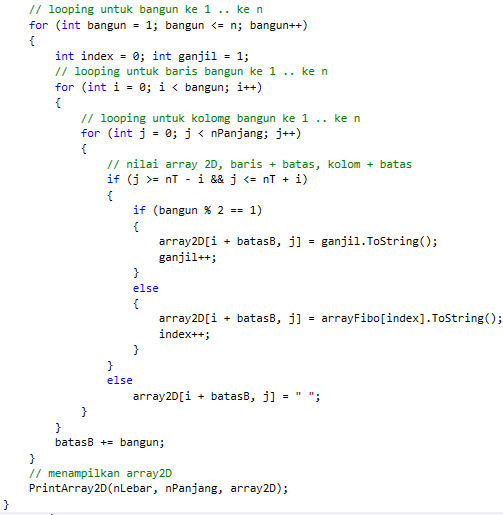 // looping untuk bangun ke 1 .. ke n
for (int bangun = 1; bangun <= n; bangun++)
{
int index = 0; int ganjil = 1;
// looping untuk baris bangun ke 1 .. ke n
for (int i = 0; i < bangun; i++)
{
// looping untuk kolomg bangun ke 1 .. ke n
for (int j = 0; j < nPanjang; j++)
{
// nilai array 2D, baris + batas, kolom + batas
if (j >= nT - i && j <= nT + i)
{
if (bangun % 2 == 1)
{
array2D[i + batasB, j] = ganjil.ToString();
ganjil++;
}
else
{
array2D[i + batasB, j] = arrayFibo[index].ToString();
index++;
}
}
else
array2D[i + batasB, j] = " ";
}
}
batasB += bangun;
}
// menampilkan array2D
PrintArray2D(nLebar, nPanjang, array2D);
}